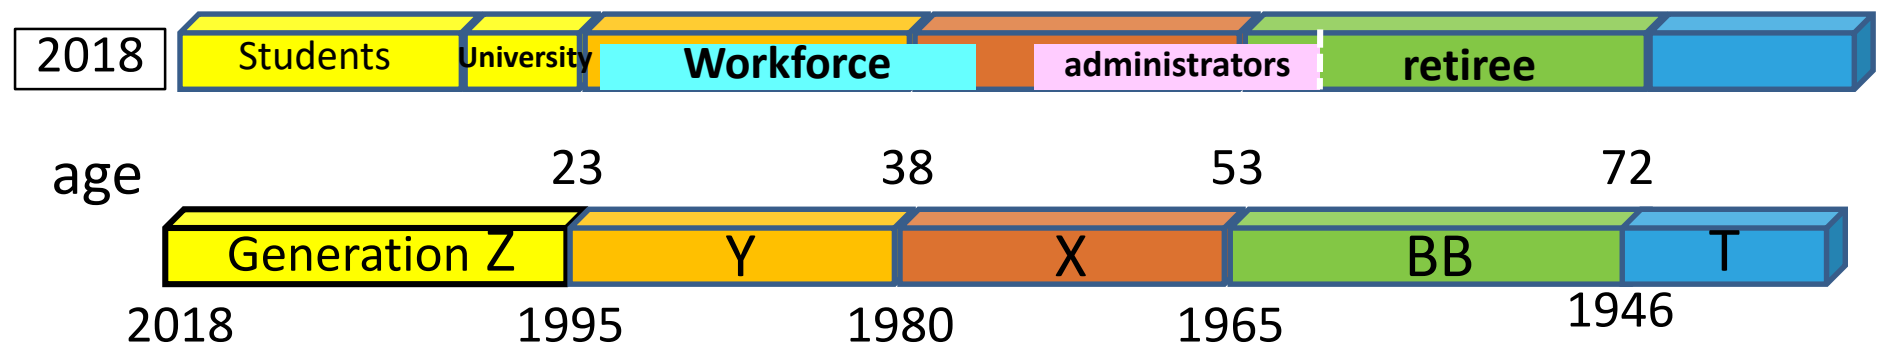 2018 Students University Workforce administrators retiree
age 23 38 53 72
Generation Z Y X BB T
2018 1995 1980 1965 1946